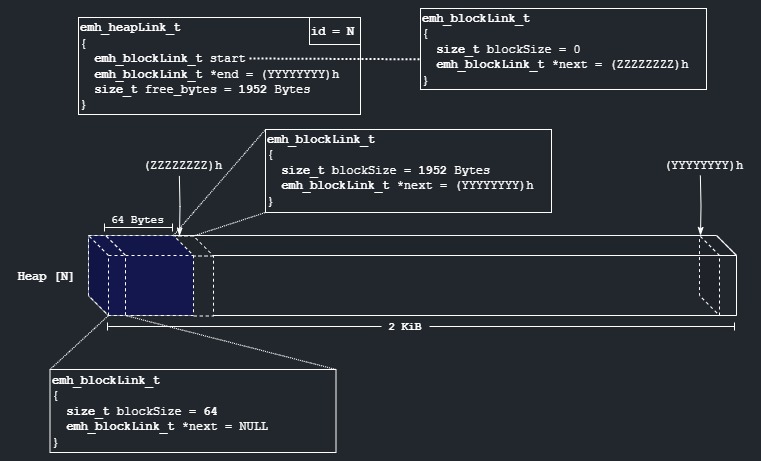 emh_heapLink_t
id = N
{
emh_blockLink_t start
emh_blockLink_t *end = (YYYYYYYY)h
size_t free_bytes = 1952 Bytes
}
emh_blockLink_t
{
size_t blockSize = 0
emh_blockLink_t *next = (ZZZZZZZZ)h
}
emh_blockLink_t
{
size_t blockSize = 1952 Bytes
emh_blockLink_t *next = (YYYYYYYY)h
}
(ZZZZZZZZ)h
(YYYYYYYY)h
64 Bytes
Heap [N]
2 KiB
emh_blockLink_t
{
size_t blockSize = 64
emh_blockLink_t *next = NULL
}